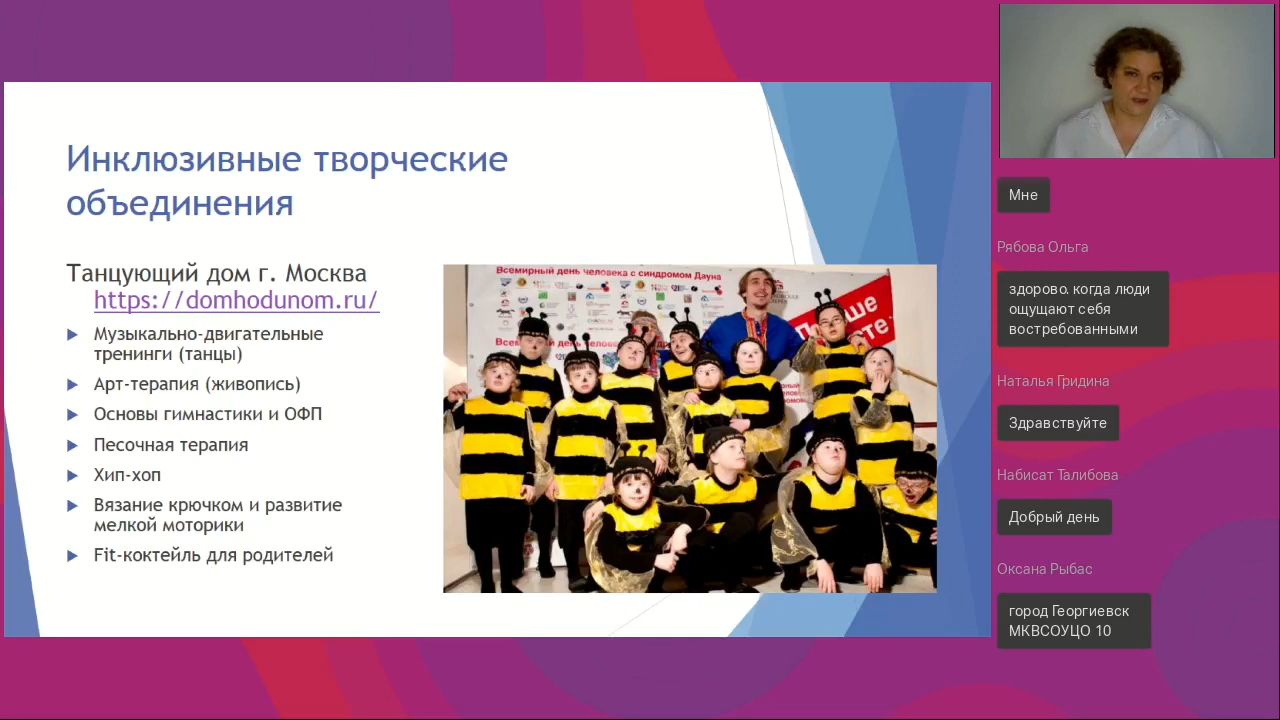 Инклюзивные творческие
объединения
Танцующий дом г. Москва
https://domhodunom.ru/
Музыкально-двигательные
тренинги (танцы)
Арт-терапия (живопись)
Основы гимнастики и ОФП
Песочная терапия
Хип-хоп
Вязание крючком и развитие
мелкой моторики
Fit-коктейль для родителей
Всемирный день человека с синдромом Дауна
Мне
Рябова Ольга
здорово. когда люди
ощущают себя
востребованными
Наталья Гридина
Здравствуйте
Набисат Талибова
Добрый день
Оксана Рыбас
город Георгиевск
МКВСОУЦО 10